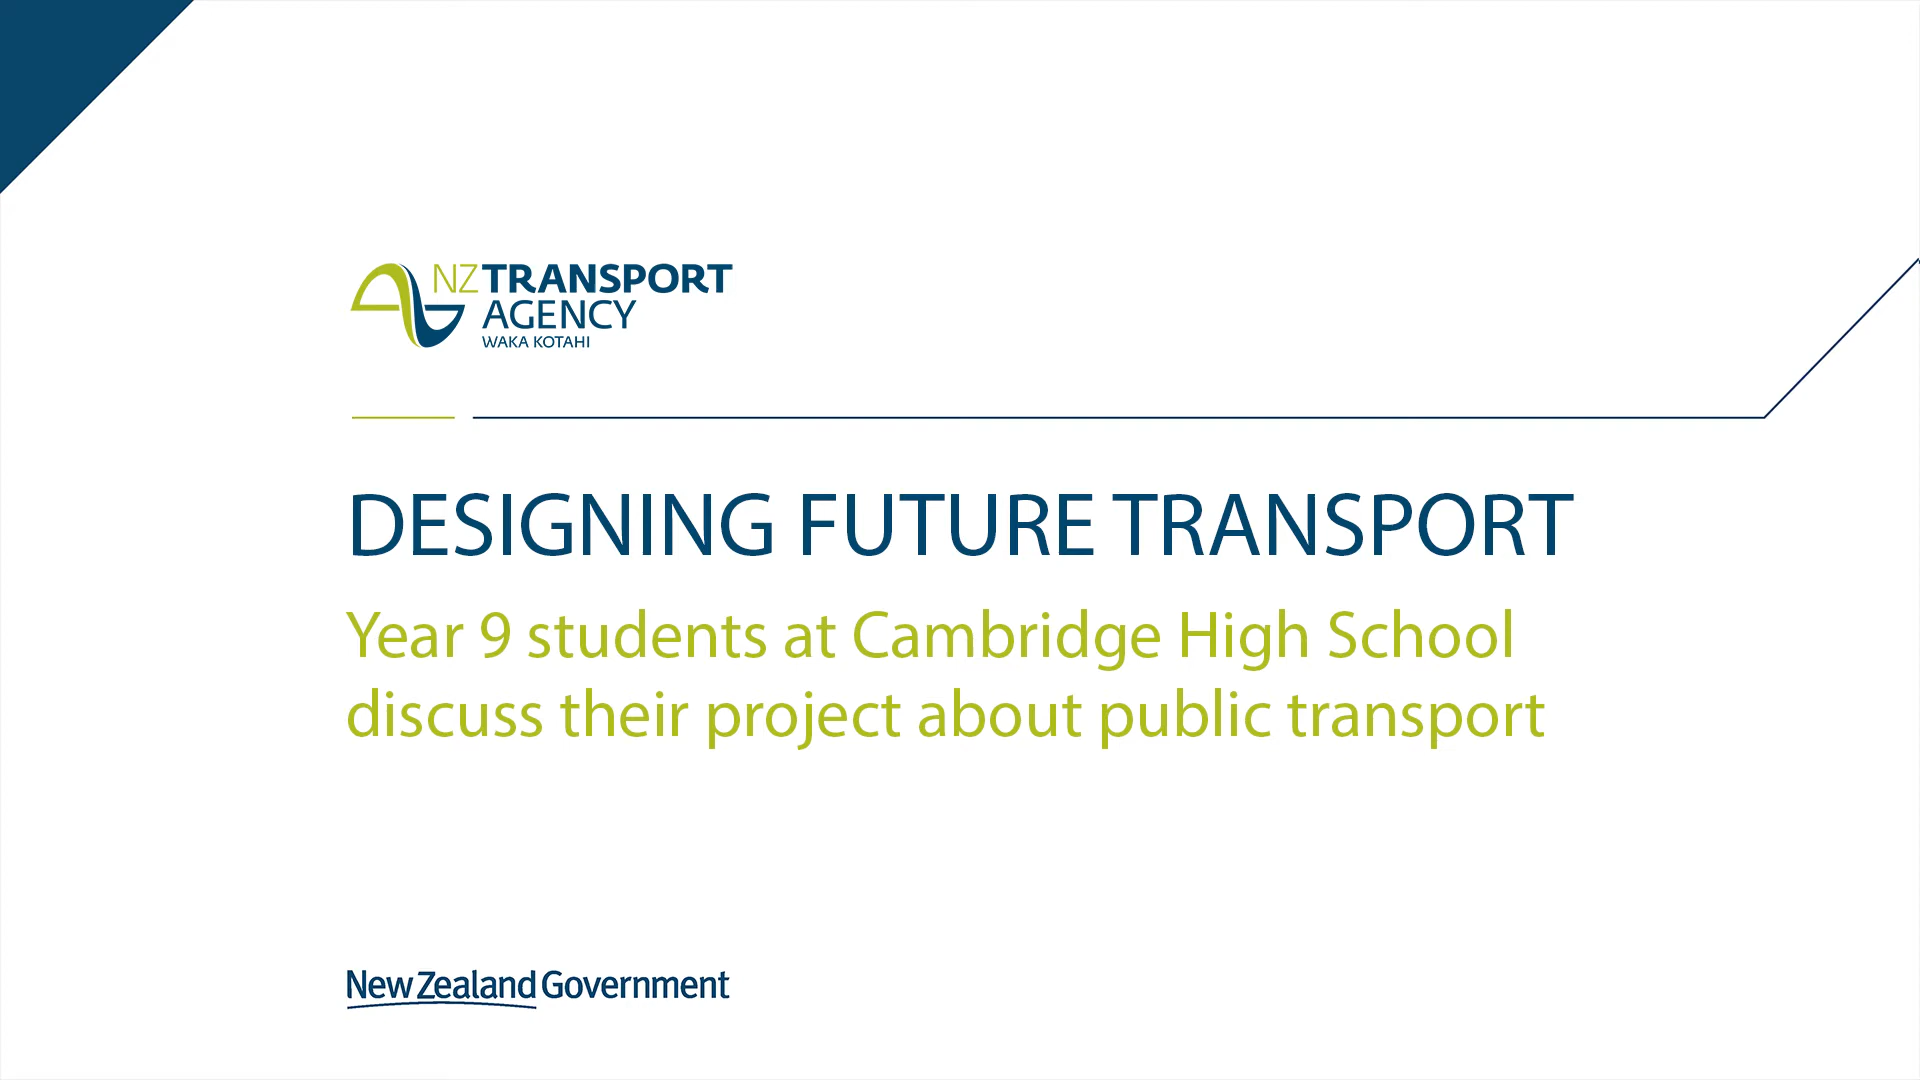 NZ TRANSPORT
AGENCY
WAKA KOTAHI
DESIGNING FUTURE TRANSPORT
Year 9 students at Cambridge High School
discuss their project about public transport
New Zealand Government